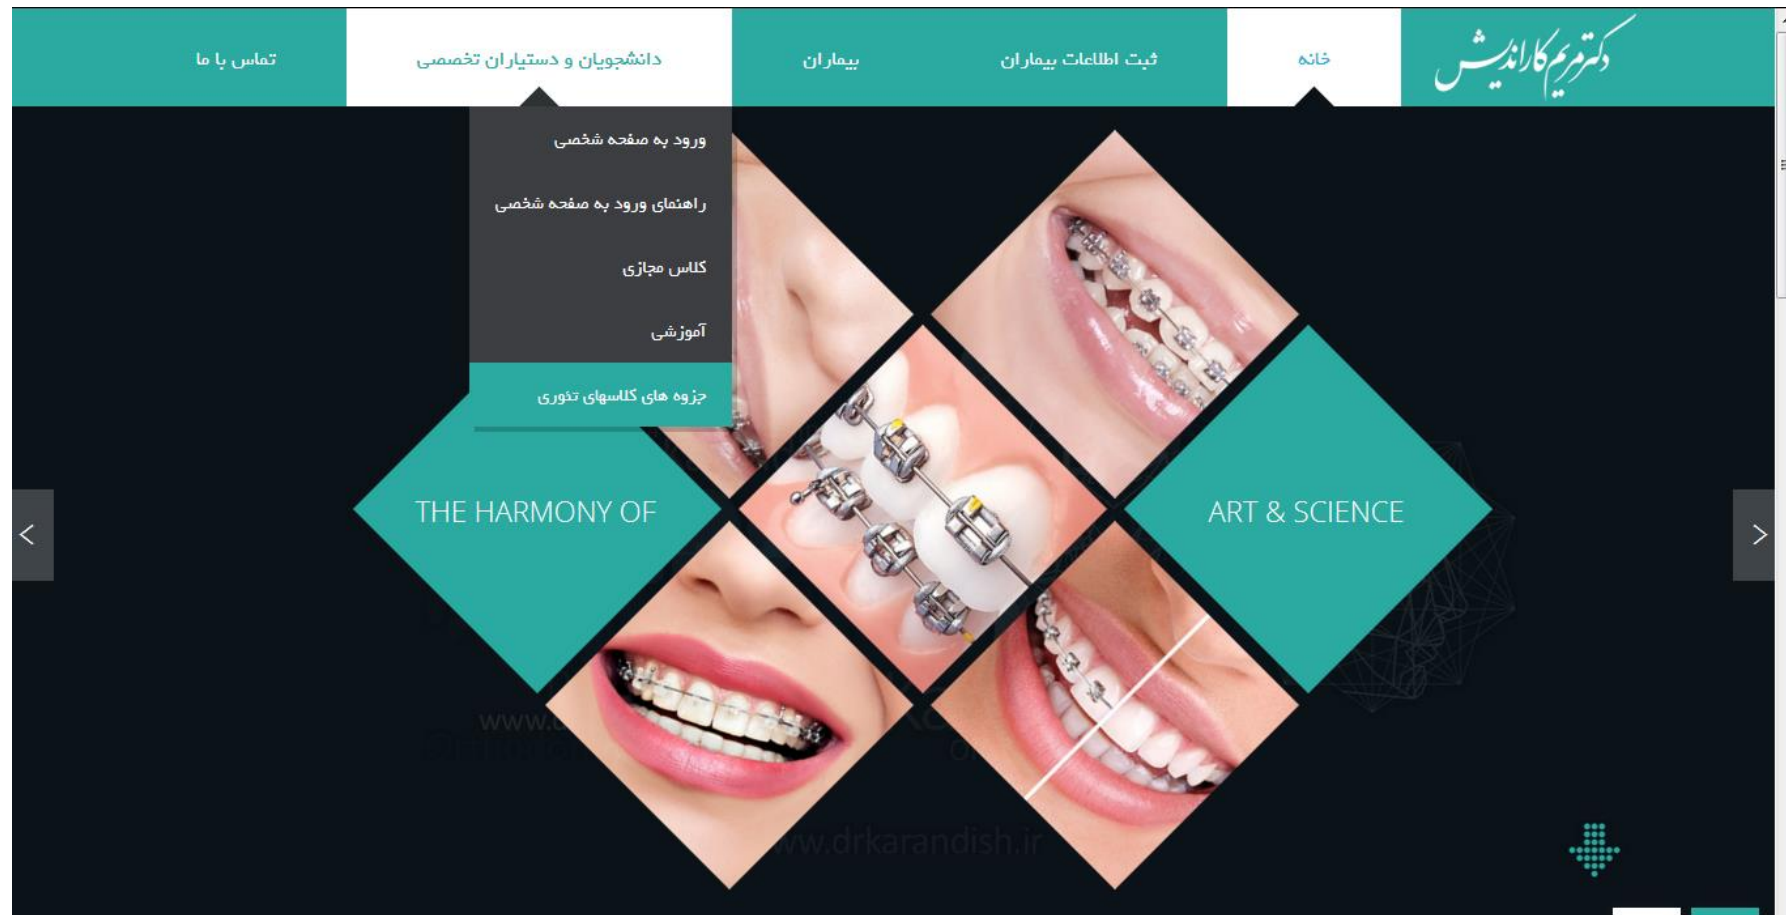 دکتر مریم کاراندیش
خانه
ثبت اطلاعات بیماران
بیماران
دانشجویان و دستیاران تخصصی
تماس با ما
ورود به صفحه شخصی
راهنمای ورود به صفحه شخصی
کلاس مجازی
آموزشی
جزوه های کلاسهای تئوری
THE HARMONY OF
ART & SCIENCE
www.drkarandish.ir